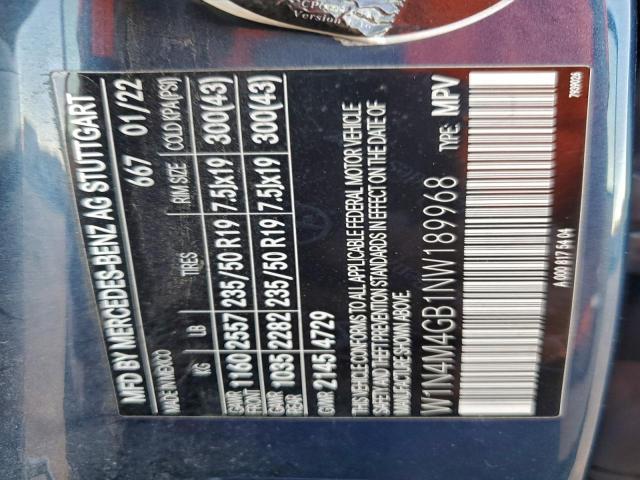 MFD BY MERCEDES-BENZ AG STUTTGART
MADE IN MEXICO 667 01/22
KG LB TIRES RIM SIZE COLD KPA(PSI)
GAWR FRONT 1160 2557 235/50 R19 7.5Jx19 300(43)
GAWR REAR 1035 2282 235/50 R19 7.5Jx19 300(43)
GVWR 2145 4729
THIS VEHICLE CONFORMS TO ALL APPLICABLE FEDERAL MOTOR VEHICLE
SAFETY AND THEFT PREVENTION STANDARDS IN EFFECT ON THE DATE OF
MANUFACTURE SHOWN ABOVE.
W1N4M4GB1NW189968 TYPE: MPV
A 000 817 54 04